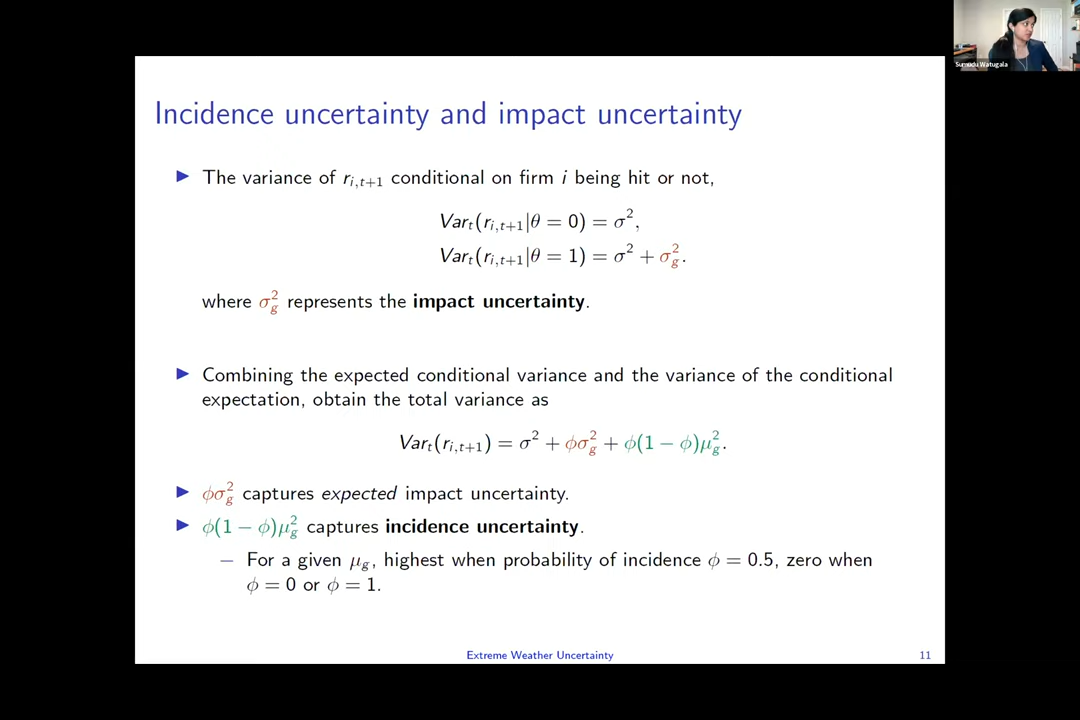 Sumudu Watugala
Incidence uncertainty and impact uncertainty
▶ The variance of r_{i,t+1} conditional on firm i being hit or not,
Var_t(r_{i,t+1}|θ = 0) = σ²,
Var_t(r_{i,t+1}|θ = 1) = σ² + σ_g².
where σ_g² represents the impact uncertainty.
▶ Combining the expected conditional variance and the variance of the conditional
expectation, obtain the total variance as
Var_t(r_{i,t+1}) = σ² + ϕσ_g² + ϕ(1 − ϕ)μ_g².
▶ ϕσ_g² captures expected impact uncertainty.
▶ ϕ(1 − ϕ)μ_g² captures incidence uncertainty.
– For a given μ_g, highest when probability of incidence ϕ = 0.5, zero when
ϕ = 0 or ϕ = 1.
Extreme Weather Uncertainty
11